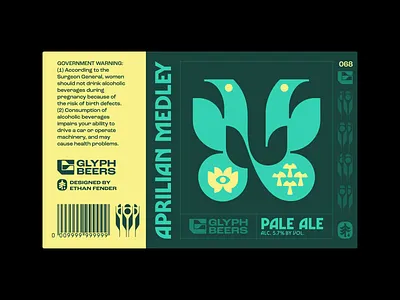 GOVERNMENT WARNING:
(1) According to the
Surgeon General, women
should not drink alcoholic
beverages during
pregnancy because of
the risk of birth defects.
(2) Consumption of
alcoholic beverages
impairs your ability to
drive a car or operate
machinery, and may
cause health problems.
GLYPH
BEERS
DESIGNED BY
ETHAN FENDER
0 09999 999999
APRILIAN MEDLEY
068
GLYPH
BEERS
PALE ALE
ALC. 5.7% BY VOL.